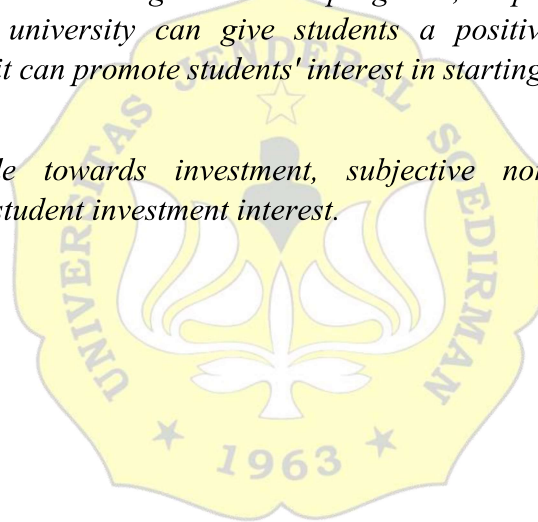 university can give students a positiv
it can promote students' interest in starting
le towards investment, subjective no
student investment interest.
UNIVERSITAS JENDERAL SOEDIRMAN
1963